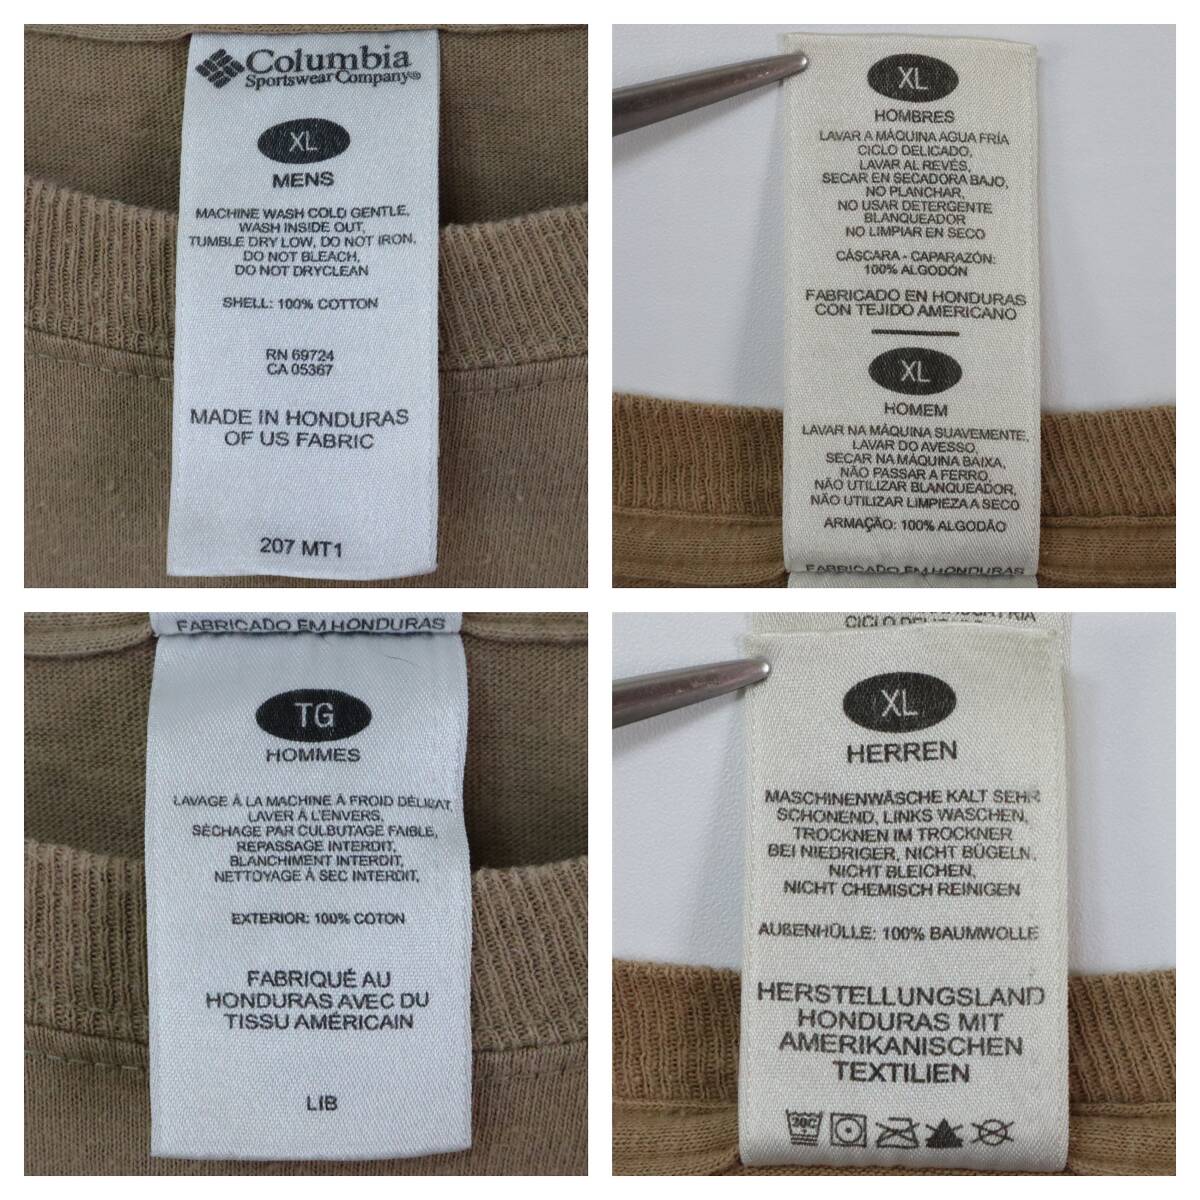 Columbia
Sportswear Company®
XL
MENS
MACHINE WASH COLD GENTLE,
WASH INSIDE OUT,
TUMBLE DRY LOW, DO NOT IRON,
DO NOT BLEACH,
DO NOT DRYCLEAN
SHELL: 100% COTTON
RN 69724
CA 05367
MADE IN HONDURAS
OF US FABRIC
207 MT1
XL
HOMBRES
LAVAR A MÁQUINA AGUA FRÍA
CICLO DELICADO,
LAVAR AL REVÉS,
SECAR EN SECADORA BAJO,
NO PLANCHAR,
NO USAR DETERGENTE
BLANQUEADOR
NO LIMPIAR EN SECO
CÁSCARA - CAPARAZÓN:
100% ALGODÓN
FABRICADO EN HONDURAS
CON TEJIDO AMERICANO
XL
HOMEM
LAVAR NA MÁQUINA SUAVEMENTE,
LAVAR DO AVESSO,
SECAR NA MÁQUINA BAIXA,
NÃO PASSAR A FERRO,
NÃO UTILIZAR BLANQUEADOR,
NÃO UTILIZAR LIMPIEZA A SECO
ARMAÇÃO: 100% ALGODÃO
FABRICADO EM HONDURAS
FABRICADO EM HONDURAS
TG
HOMMES
LAVAGE À LA MACHINE À FROID DÉLICAT,
LAVER À L'ENVERS,
SÉCHAGE PAR CULBUTAGE FAIBLE,
REPASSAGE INTERDIT,
BLANCHIMENT INTERDIT,
NETTOYAGE À SEC INTERDIT,
EXTERIOR: 100% COTON
FABRIQUÉ AU
HONDURAS AVEC DU
TISSU AMÉRICAIN
LIB
CICLO
XL
HERREN
MASCHINENWÄSCHE KALT SEHR
SCHONEND, LINKS WASCHEN,
TROCKNEN IM TROCKNER
BEI NIEDRIGER, NICHT BÜGELN,
NICHT BLEICHEN,
NICHT CHEMISCH REINIGEN
AUßENHÜLLE: 100% BAUMWOLLE
HERSTELLUNGSLAND
HONDURAS MIT
AMERIKANISCHEN
TEXTILIEN
30C